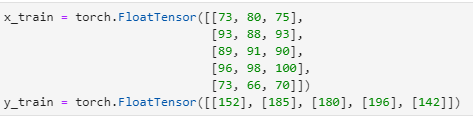 x_train = torch.FloatTensor([[73, 80, 75],
                             [93, 88, 93],
                             [89, 91, 90],
                             [96, 98, 100],
                             [73, 66, 70]])
y_train = torch.FloatTensor([[152], [185], [180], [196], [142]])